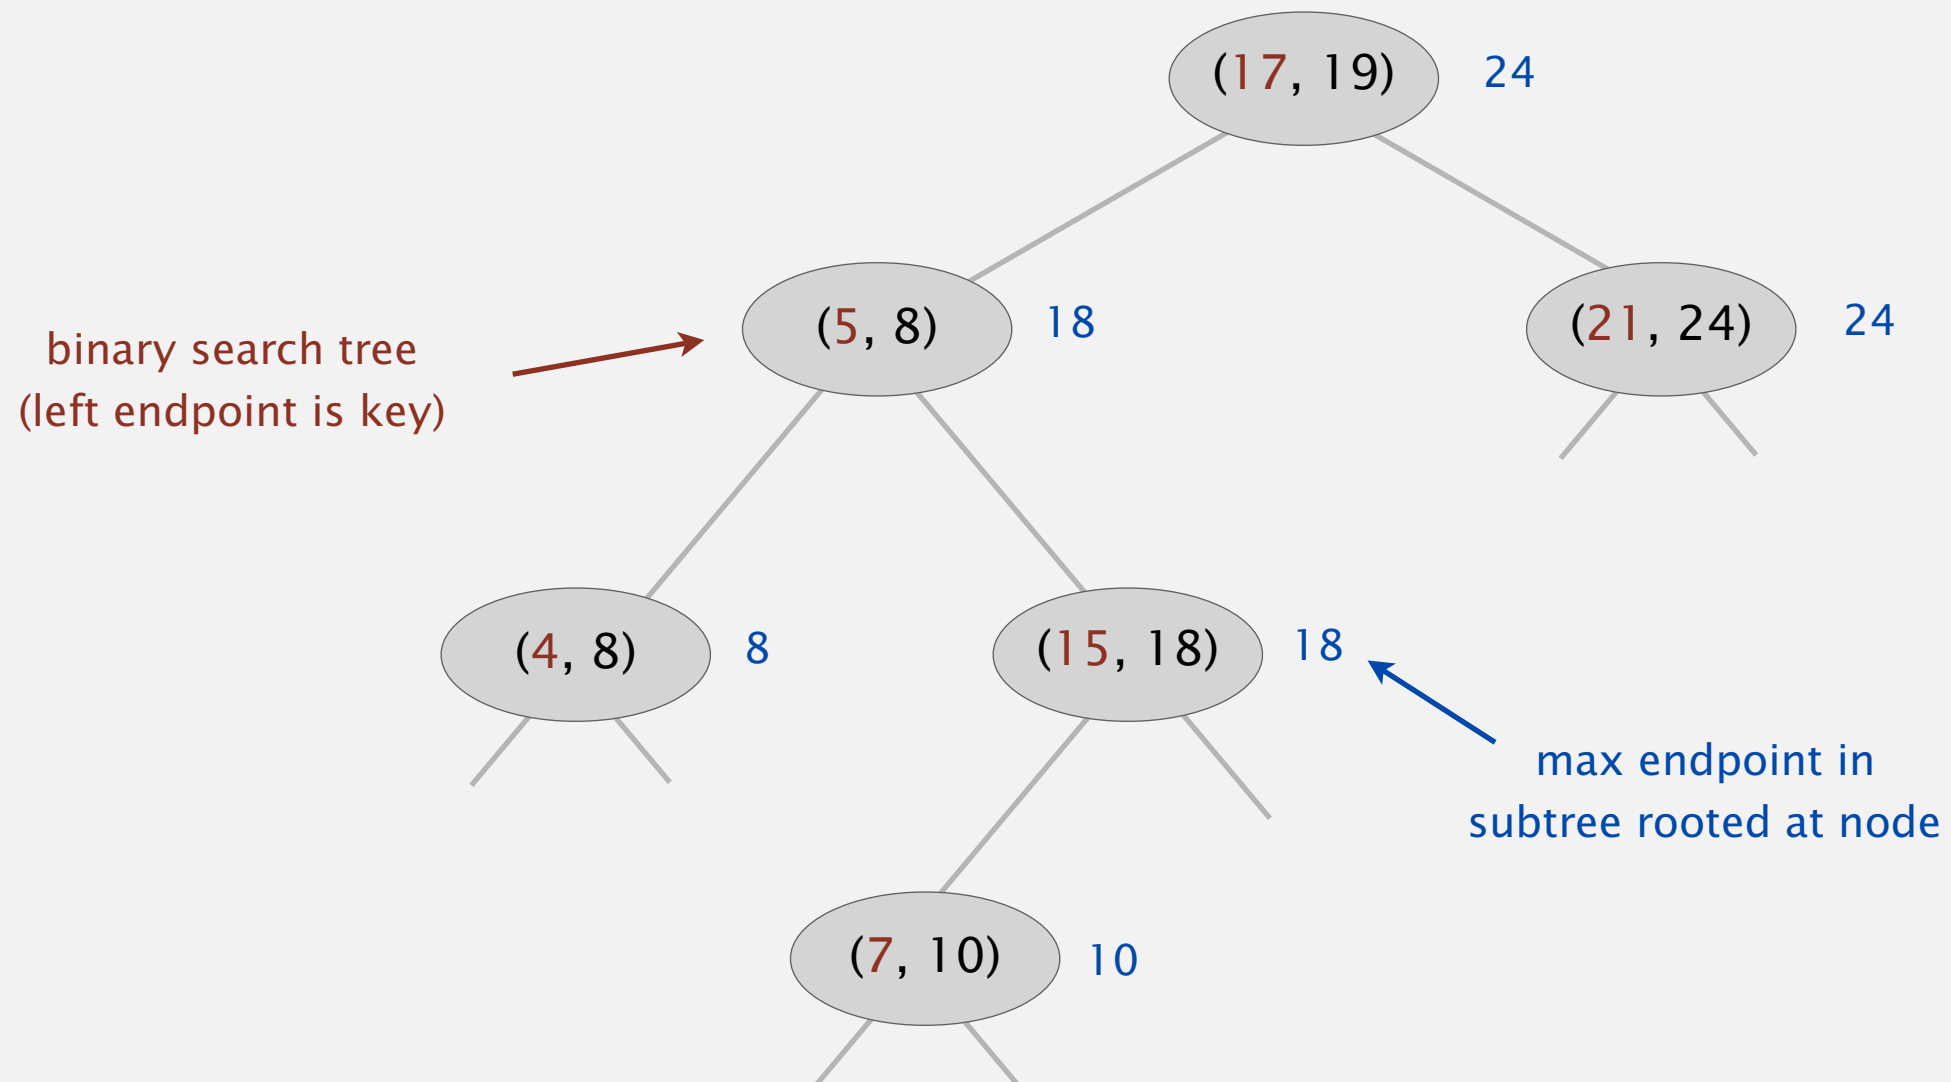 (17, 19) 24
(5, 8) 18
(21, 24) 24
binary search tree
(left endpoint is key)
(4, 8) 8
(15, 18) 18
max endpoint in
subtree rooted at node
(7, 10) 10